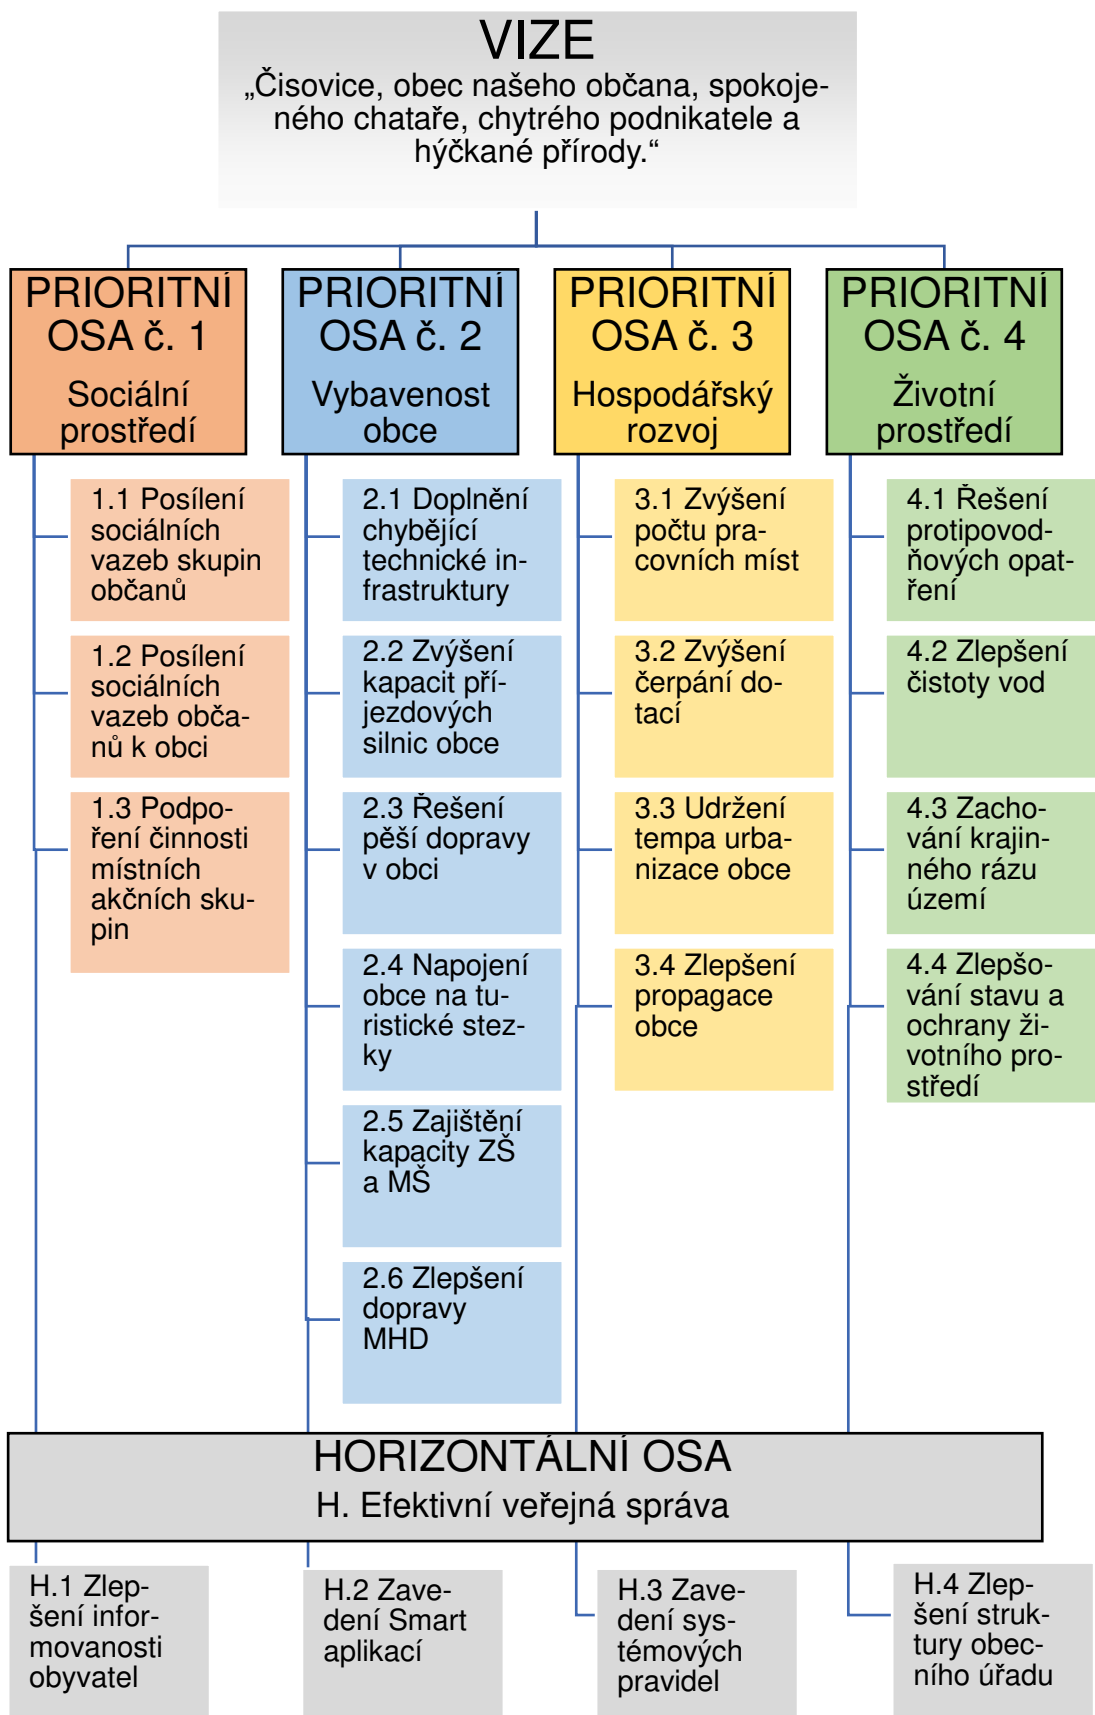 VIZE
„Čisovice, obec našeho občana, spokoje-
ného chataře, chytrého podnikatele a
hýčkané přírody.“
PRIORITNÍ
OSA č. 1
Sociální
prostředí
1.1 Posílení
sociálních
vazeb skupin
občanů
1.2 Posílení
sociálních
vazeb obča-
nů k obci
1.3 Podpo-
ření činnosti
místních
akčních sku-
pin
PRIORITNÍ
OSA č. 2
Vybavenost
obce
2.1 Doplnění
chybějící
technické in-
frastruktury
2.2 Zvýšení
kapacit pří-
jezdových
silnic obce
2.3 Řešení
pěší dopravy
v obci
2.4 Napojení
obce na tu-
ristické stez-
ky
2.5 Zajištění
kapacity ZŠ
a MŠ
2.6 Zlepšení
dopravy
MHD
PRIORITNÍ
OSA č. 3
Hospodářský
rozvoj
3.1 Zvýšení
počtu pra-
covních míst
3.2 Zvýšení
čerpání do-
tací
3.3 Udržení
tempa urba-
nizace obce
3.4 Zlepšení
propagace
obce
PRIORITNÍ
OSA č. 4
Životní
prostředí
4.1 Řešení
protipovod-
ňových opat-
ření
4.2 Zlepšení
čistoty vod
4.3 Zacho-
vání krajin-
ného rázu
území
4.4 Zlepšo-
vání stavu a
ochrany ži-
votního pro-
středí
HORIZONTÁLNÍ OSA
H. Efektivní veřejná správa
H.1 Zlep-
šení infor-
movanosti
obyvatel
H.2 Zave-
dení Smart
aplikací
H.3 Zave-
dení sys-
témových
pravidel
H.4 Zlep-
šení struk-
tury obec-
ního úřadu